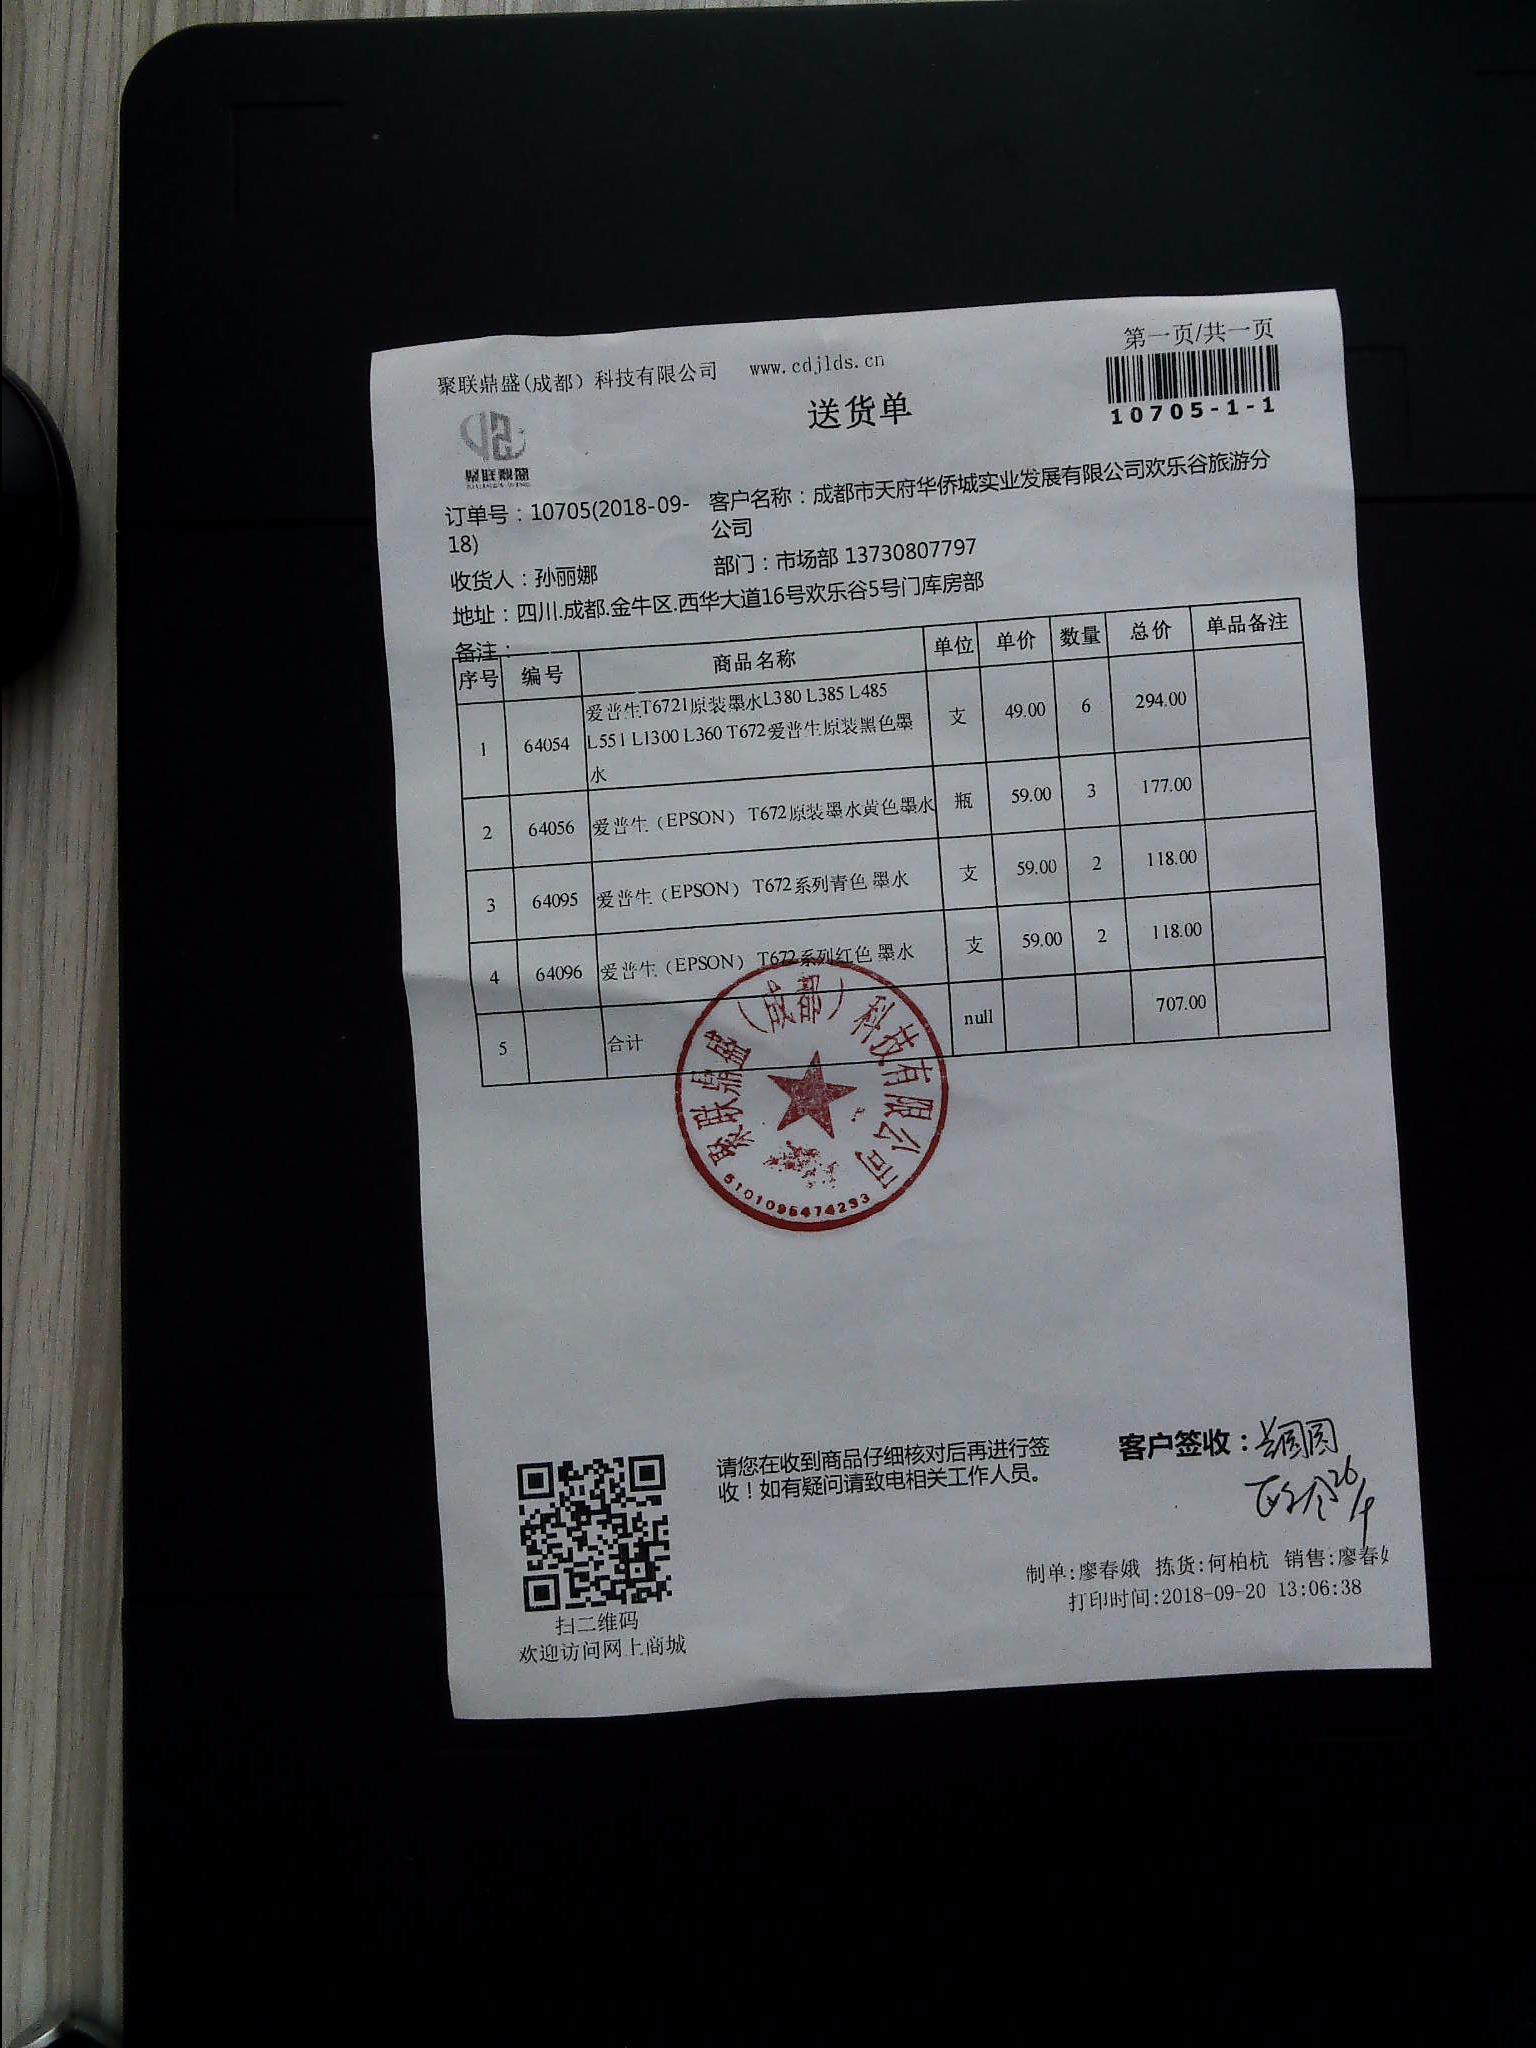 第一页/共一页
聚联鼎盛(成都)科技有限公司 www.cdjlds.cn
送货单
10705-1-1
聚联鼎盛
订单号：10705(2018-09-18) 客户名称：成都市天府华侨城实业发展有限公司欢乐谷旅游分公司
收货人：孙丽娜 部门：市场部 13730807797
地址：四川.成都.金牛区.西华大道16号欢乐谷5号门库房部
备注：
序号 编号 商品名称 单位 单价 数量 总价 单品备注
1 64054 爱普生T6721原装墨水L380 L385 L485
L551 L1300 L360 T672爱普生原装黑色墨
水 支 49.00 6 294.00
2 64056 爱普生（EPSON） T672原装墨水黄色墨水 瓶 59.00 3 177.00
3 64095 爱普生（EPSON） T672系列青色 墨水 支 59.00 2 118.00
4 64096 爱普生（EPSON） T672系列红色 墨水 支 59.00 2 118.00
5 合计 null 707.00
聚联鼎盛（成都）科技有限公司
5101095474293
请您在收到商品仔细核对后再进行签
收！如有疑问请致电相关工作人员。
客户签收：
26/9
扫二维码
欢迎访问网上商城
制单:廖春娥 拣货:何柏杭 销售:廖春
打印时间:2018-09-20 13:06:38